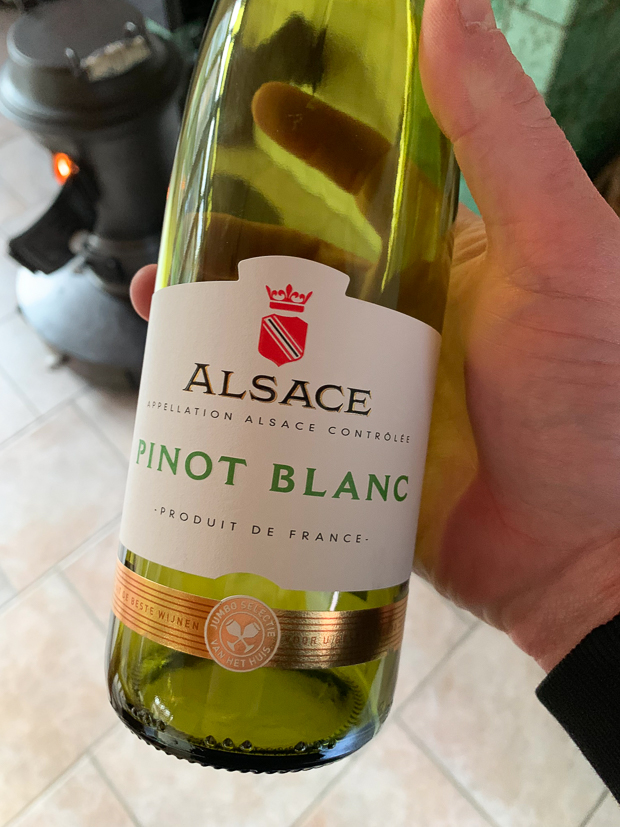 ALSACE
APPELLATION ALSACE CONTRÔLÉE
PINOT BLANC
-PRODUIT DE FRANCE-
DE BESTE WIJNEN
JUMBO SELECTIE
VAN HET HUIS
VOOR U